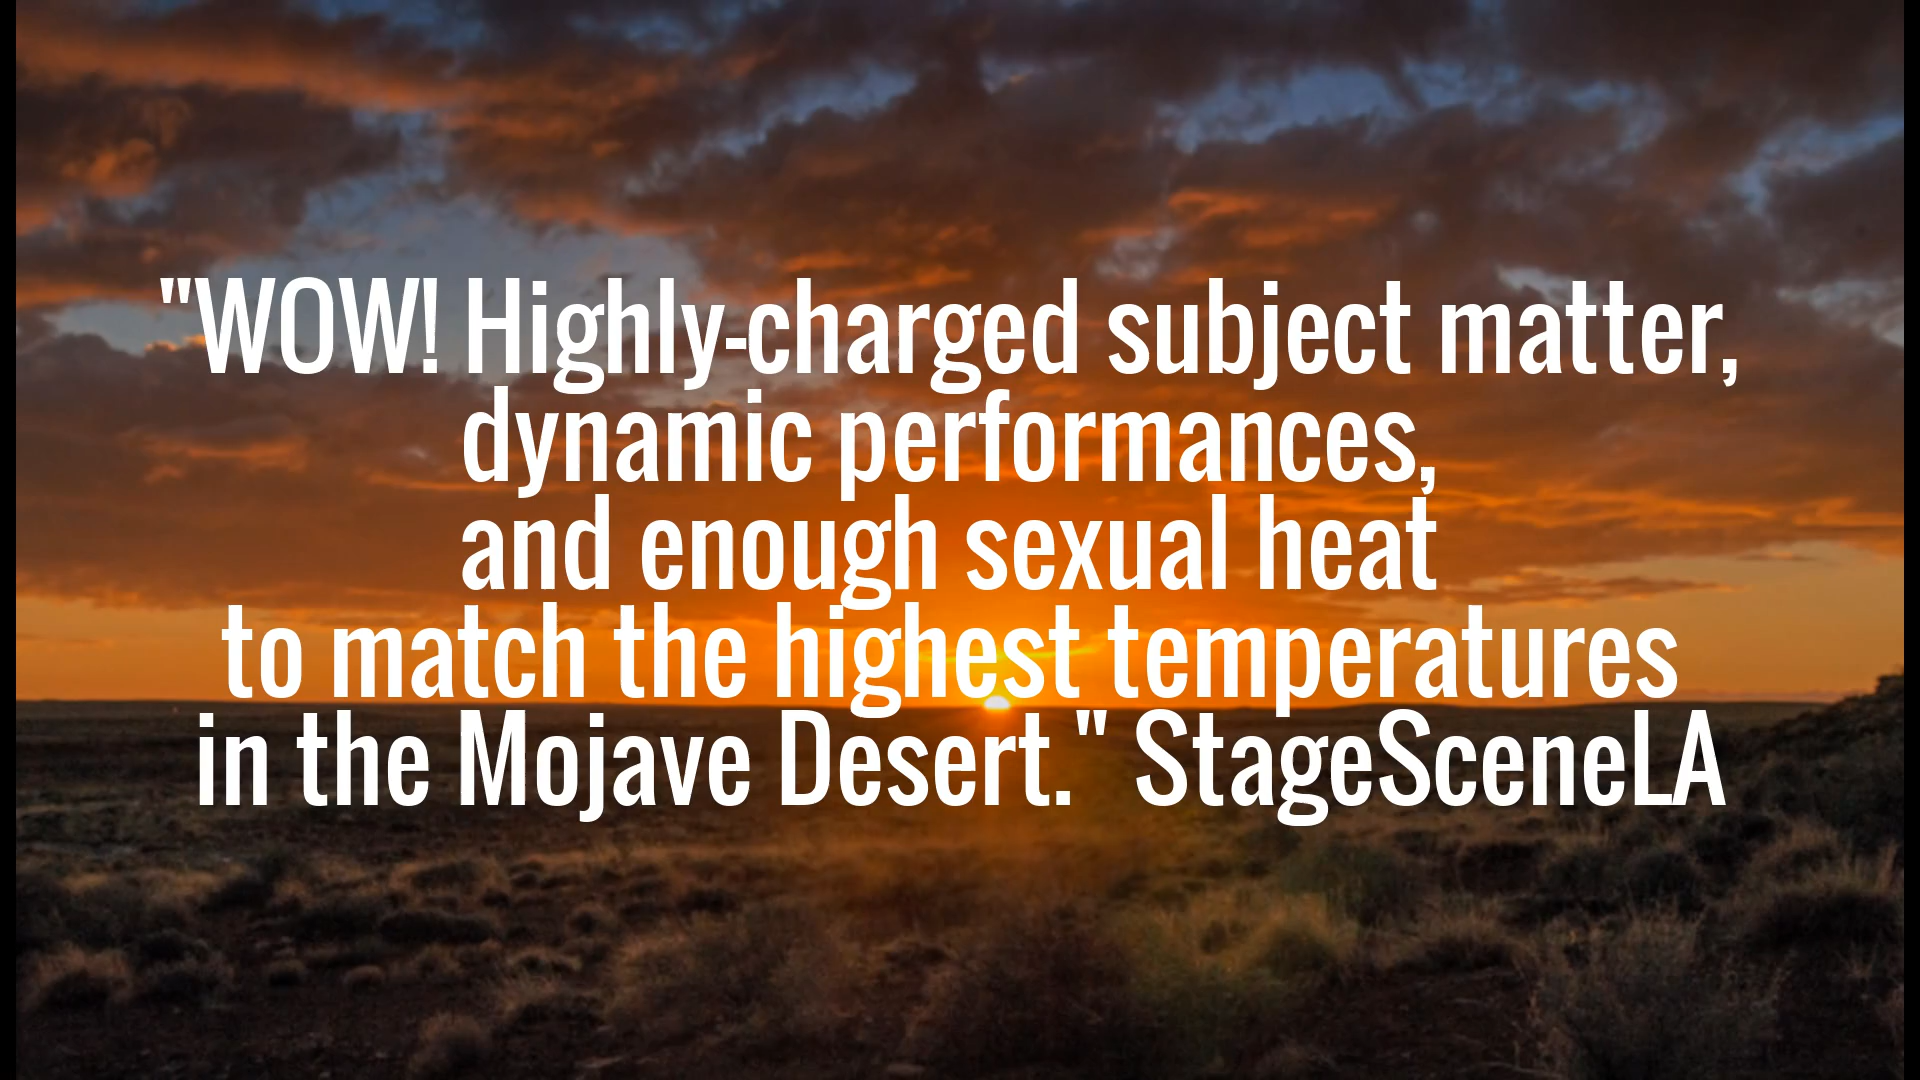 "WOW! Highly-charged subject matter,
dynamic performances,
and enough sexual heat
to match the highest temperatures
in the Mojave Desert." StageSceneLA